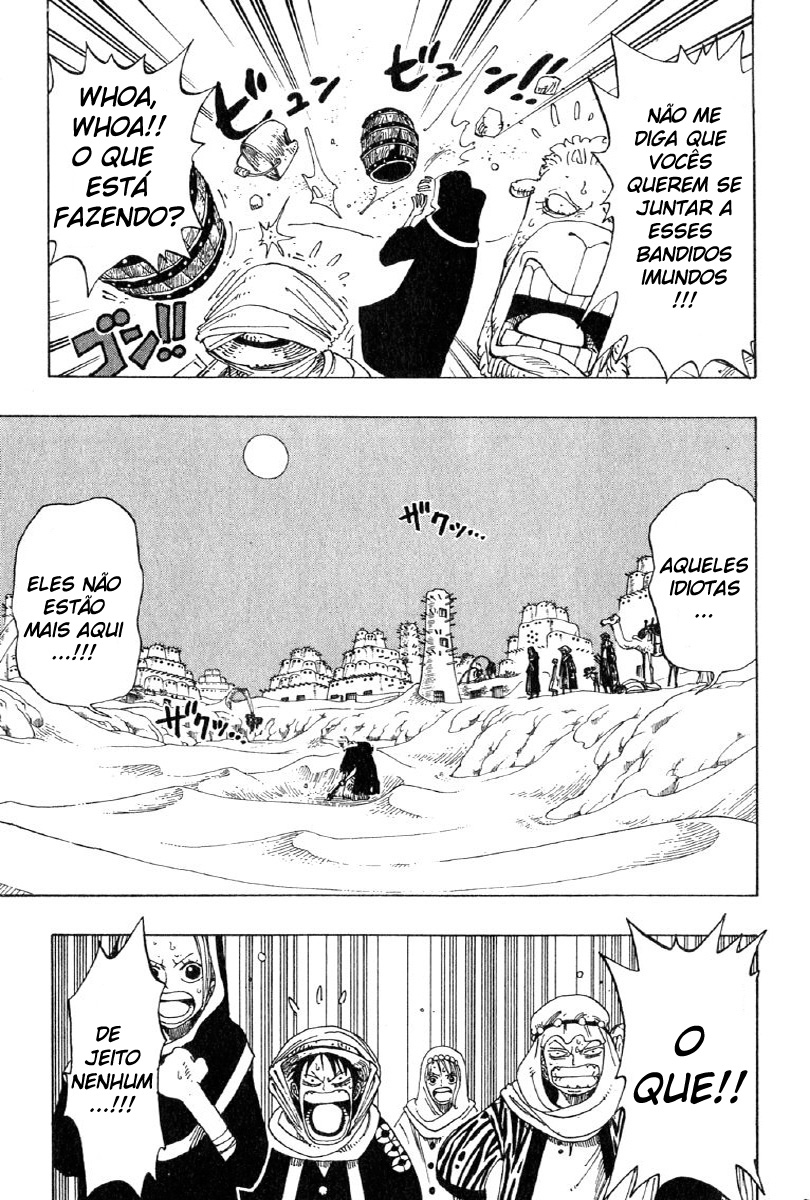 NÃO ME
DIGA QUE
VOCÊS
QUEREM SE
JUNTAR A
ESSES
BANDIDOS
IMUNDOS
!!!
ビュン
ビュン!!
WHOA,
WHOA!!
O QUE
ESTÁ
FAZENDO?
ゴン!!
AQUELES
IDIOTAS
...
ザクッ...
ELES NÃO
ESTÃO
MAIS AQUI
...!!!
ザクッ...
O
QUE!!
DE
JEITO
NENHUM
...!!!